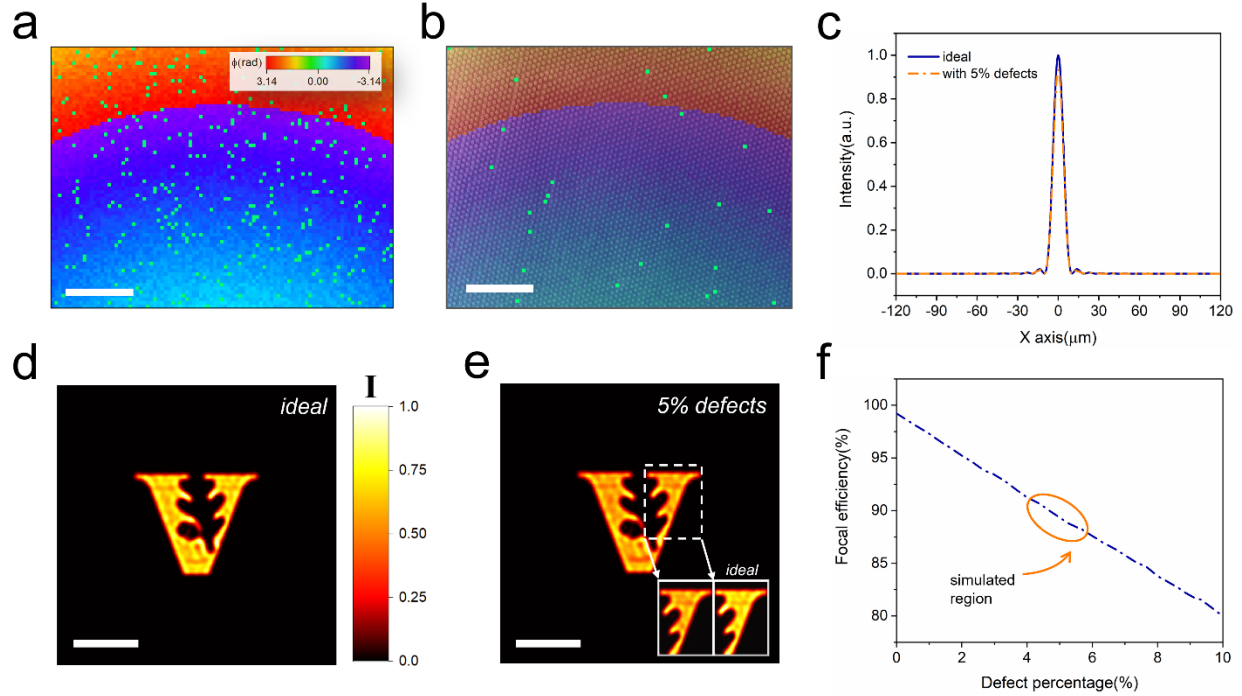 a
ϕ(rad)
3.14 0.00 -3.14
b
c
ideal
with 5% defects
Intensity(a.u.)
1.0
0.8
0.6
0.4
0.2
0.0
-120 -90 -60 -30 0 30 60 90 120
X axis(μm)
d
ideal
I
1.0
0.75
0.50
0.25
0.0
e
5% defects
ideal
f
Focal efficiency(%)
100
95
90
85
80
simulated
region
0 2 4 6 8 10
Defect percentage(%)